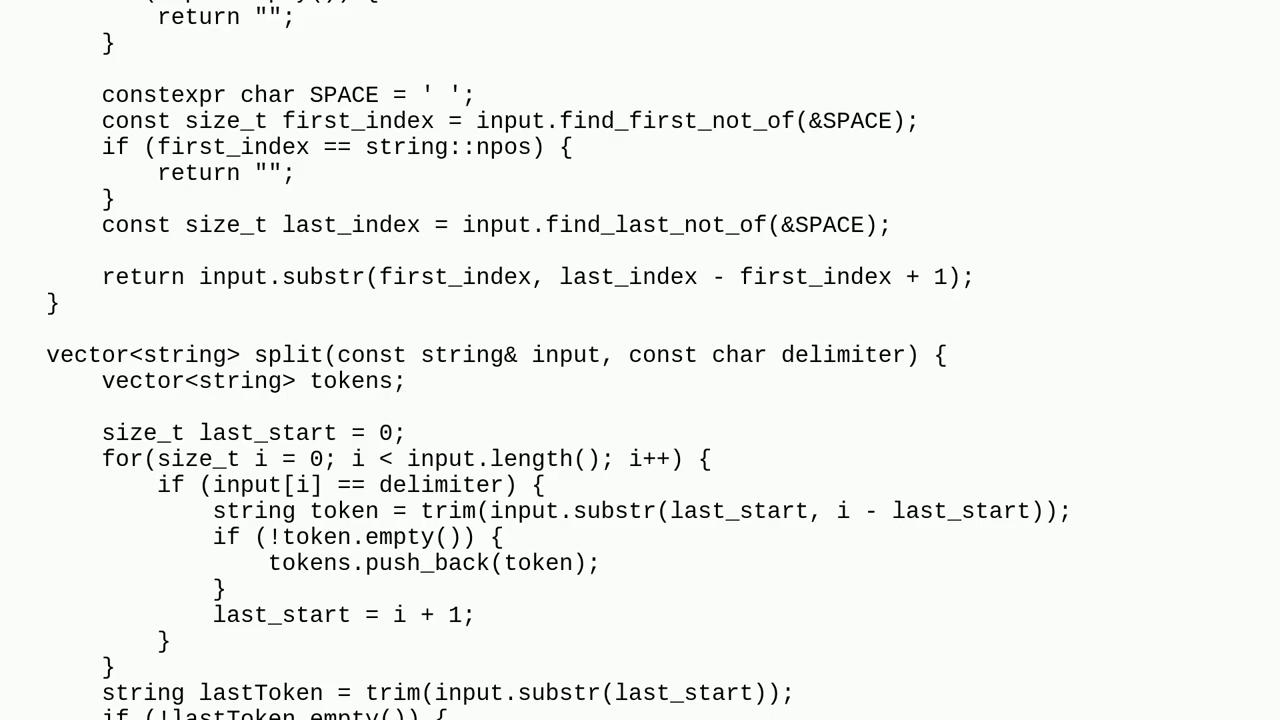 return "";
}
constexpr char SPACE = ' ';
const size_t first_index = input.find_first_not_of(&SPACE);
if (first_index == string::npos) {
return "";
}
const size_t last_index = input.find_last_not_of(&SPACE);
return input.substr(first_index, last_index - first_index + 1);
}
vector<string> split(const string& input, const char delimiter) {
vector<string> tokens;
size_t last_start = 0;
for(size_t i = 0; i < input.length(); i++) {
if (input[i] == delimiter) {
string token = trim(input.substr(last_start, i - last_start));
if (!token.empty()) {
tokens.push_back(token);
}
last_start = i + 1;
}
}
string lastToken = trim(input.substr(last_start));
if (!lastToken.empty()) {